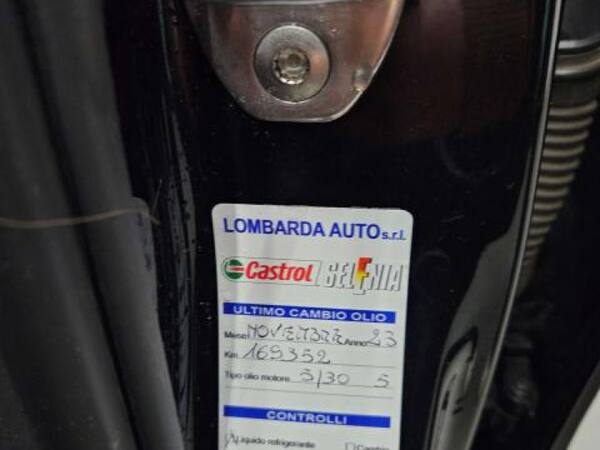 LOMBARDA AUTO s.r.l.
Castrol SELENIA
ULTIMO CAMBIO OLIO
Mese NOVEMBRE Anno 23
Km. 169352
Tipo olio motore 5/30 5
CONTROLLI
Liquido refrigerante